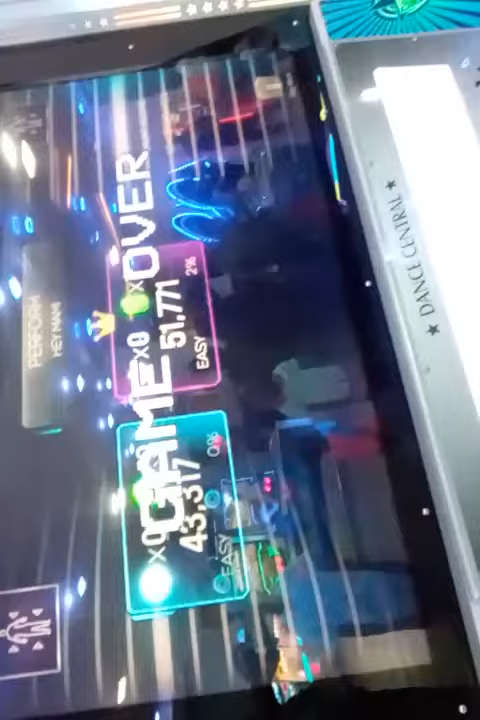 PERFORM
HEY MAMI
GAME OVER
x0
43,317
EASY
0%
x0
x
51,771
EASY
2%
★ DANCE CENTRAL ★